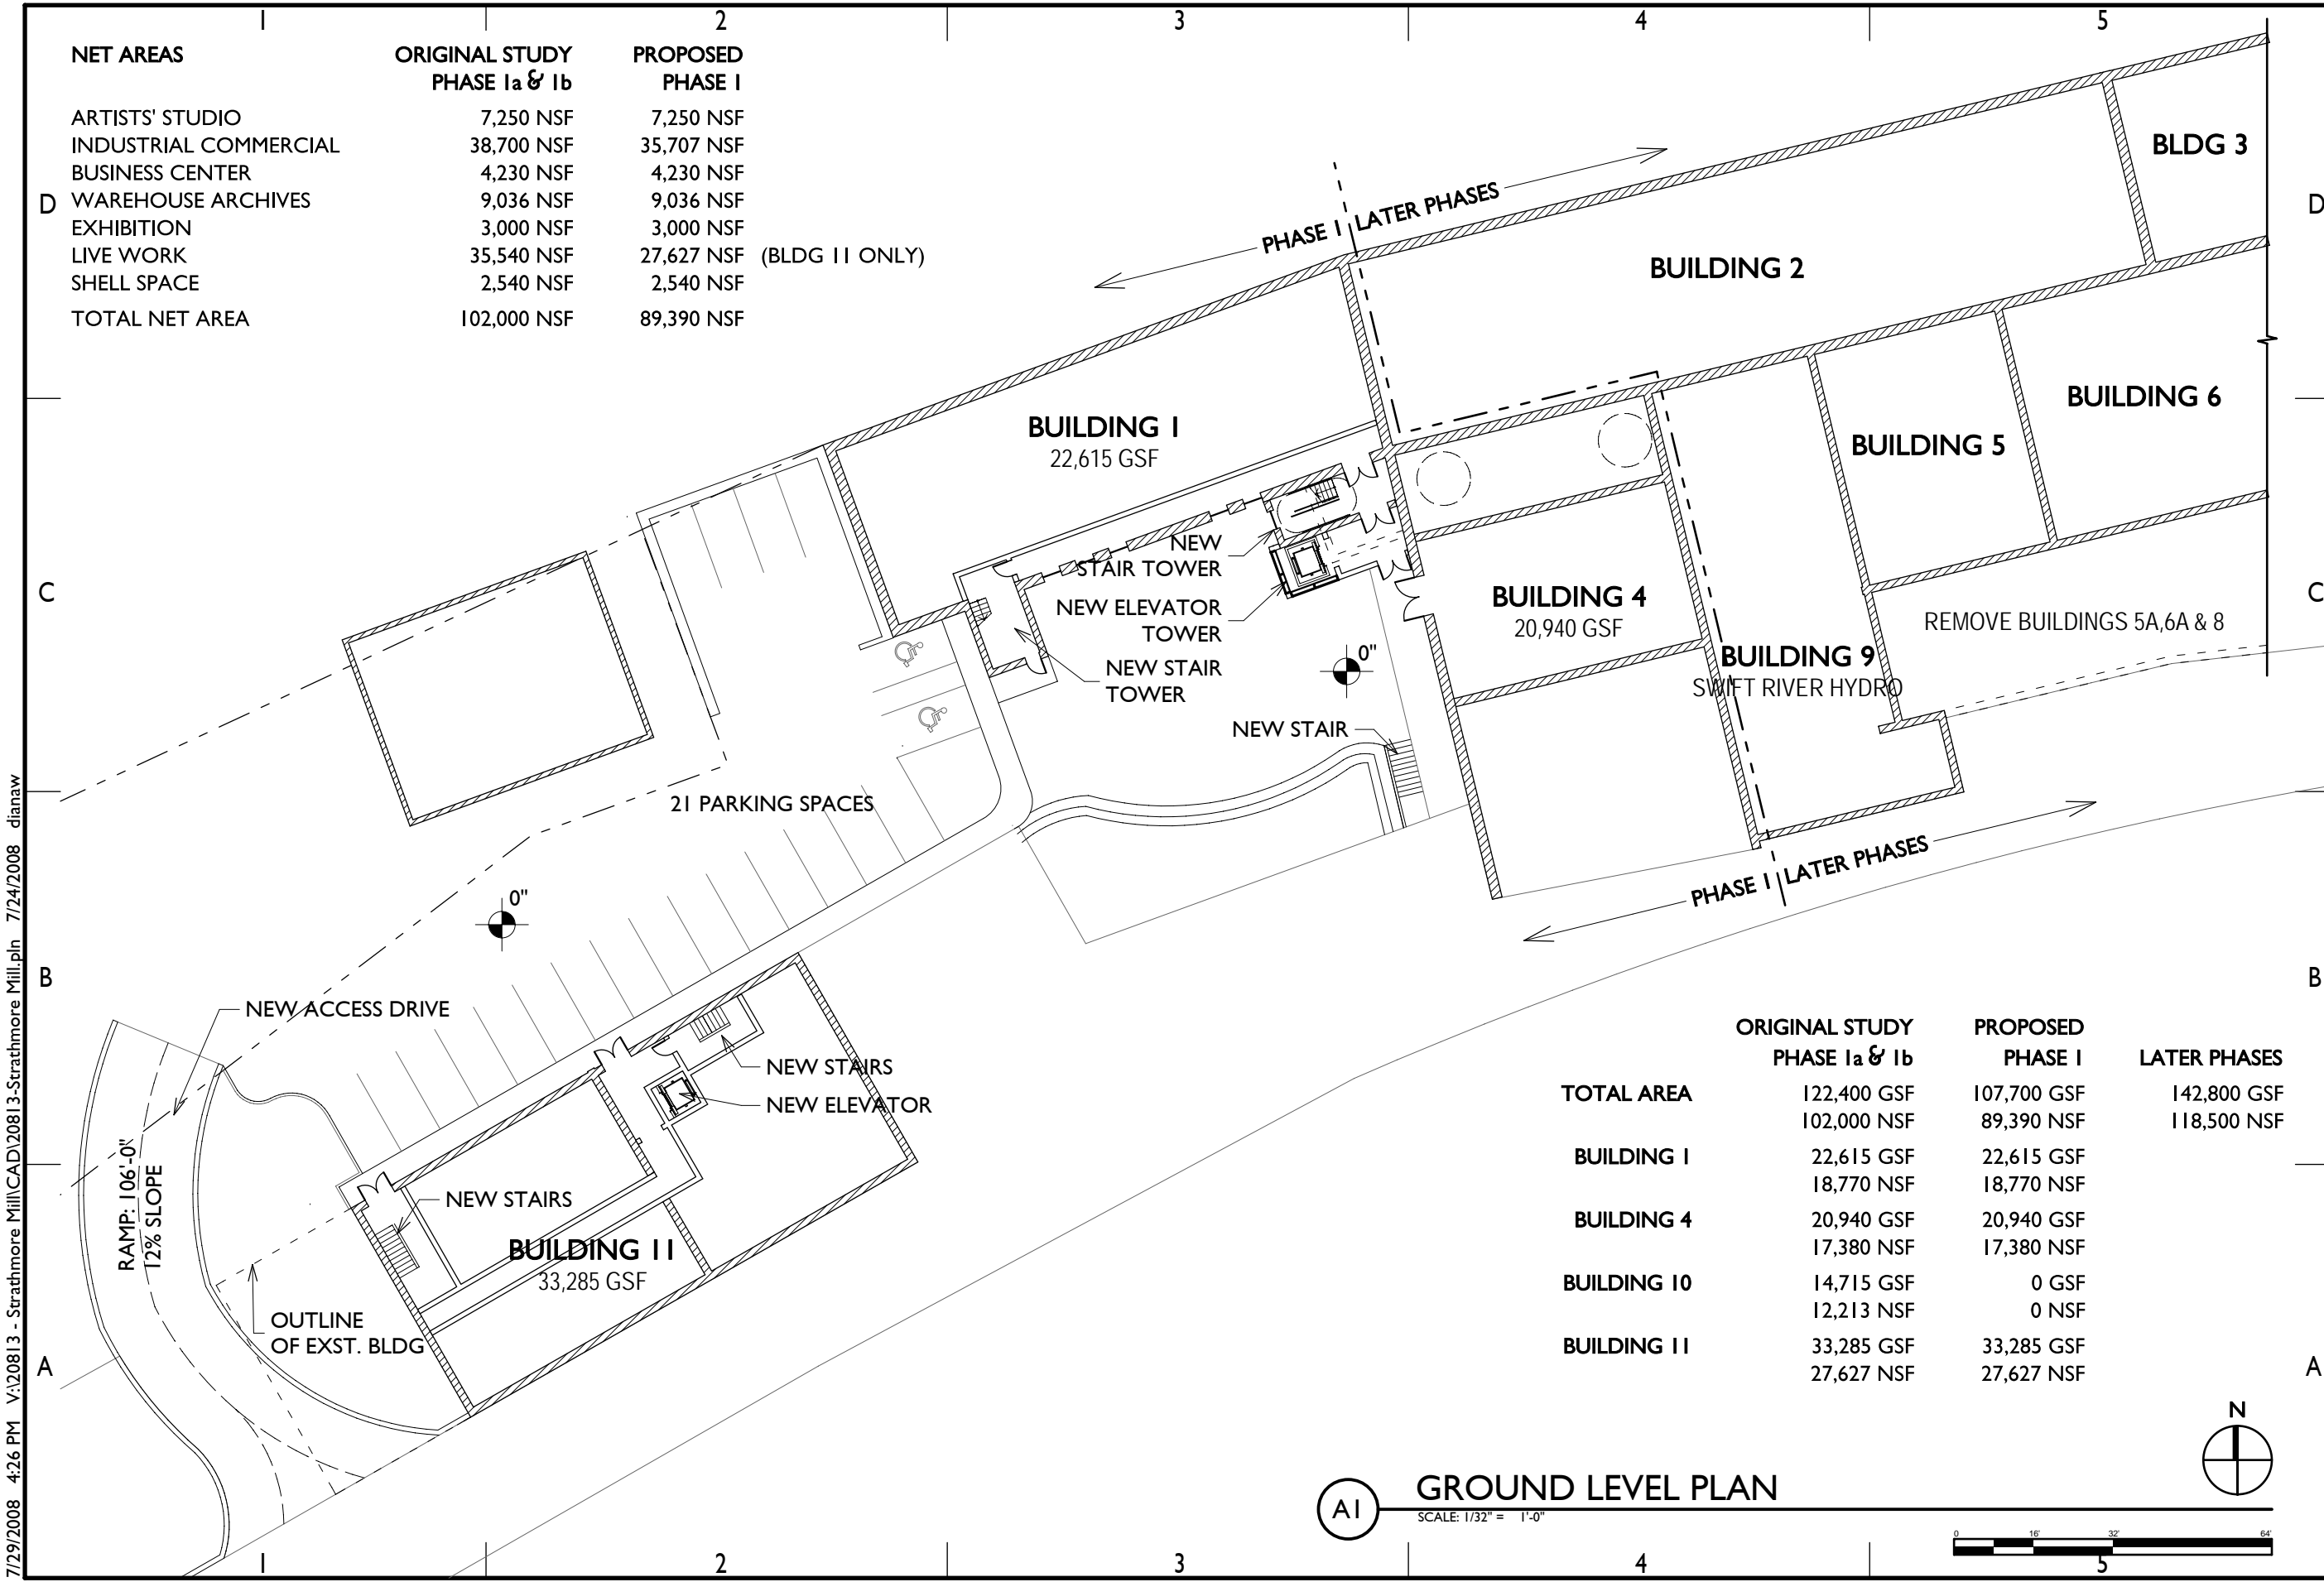 1 2 3 4 5
NET AREAS ORIGINAL STUDY PROPOSED
PHASE 1a & 1b PHASE 1
ARTISTS' STUDIO 7,250 NSF 7,250 NSF
INDUSTRIAL COMMERCIAL 38,700 NSF 35,707 NSF
BUSINESS CENTER 4,230 NSF 4,230 NSF
WAREHOUSE ARCHIVES 9,036 NSF 9,036 NSF
EXHIBITION 3,000 NSF 3,000 NSF
LIVE WORK 35,540 NSF 27,627 NSF (BLDG 11 ONLY)
SHELL SPACE 2,540 NSF 2,540 NSF
TOTAL NET AREA 102,000 NSF 89,390 NSF
D D
BLDG 3
PHASE 1 LATER PHASES
BUILDING 2
BUILDING 6
BUILDING 1
22,615 GSF
BUILDING 5
NEW
STAIR TOWER
C C
NEW ELEVATOR
TOWER
BUILDING 4
20,940 GSF
REMOVE BUILDINGS 5A,6A & 8
0"
NEW STAIR
TOWER
BUILDING 9
SWIFT RIVER HYDRO
NEW STAIR
21 PARKING SPACES
PHASE 1 LATER PHASES
0"
B B
NEW ACCESS DRIVE
NEW STAIRS
NEW ELEVATOR
RAMP: 106'-0"
12% SLOPE
NEW STAIRS
BUILDING 11
33,285 GSF
OUTLINE
OF EXST. BLDG
A A
ORIGINAL STUDY PROPOSED
PHASE 1a & 1b PHASE 1 LATER PHASES
TOTAL AREA 122,400 GSF 107,700 GSF 142,800 GSF
102,000 NSF 89,390 NSF 118,500 NSF
BUILDING 1 22,615 GSF 22,615 GSF
18,770 NSF 18,770 NSF
BUILDING 4 20,940 GSF 20,940 GSF
17,380 NSF 17,380 NSF
BUILDING 10 14,715 GSF 0 GSF
12,213 NSF 0 NSF
BUILDING 11 33,285 GSF 33,285 GSF
27,627 NSF 27,627 NSF
N
A1 GROUND LEVEL PLAN
SCALE: 1/32" = 1'-0"
0 16' 32' 64'
1 2 3 4 5
7/29/2008 4:26 PM V:\20813 - Strathmore Mill\CAD\20813-Strathmore Mill.pln 7/24/2008 dianaw